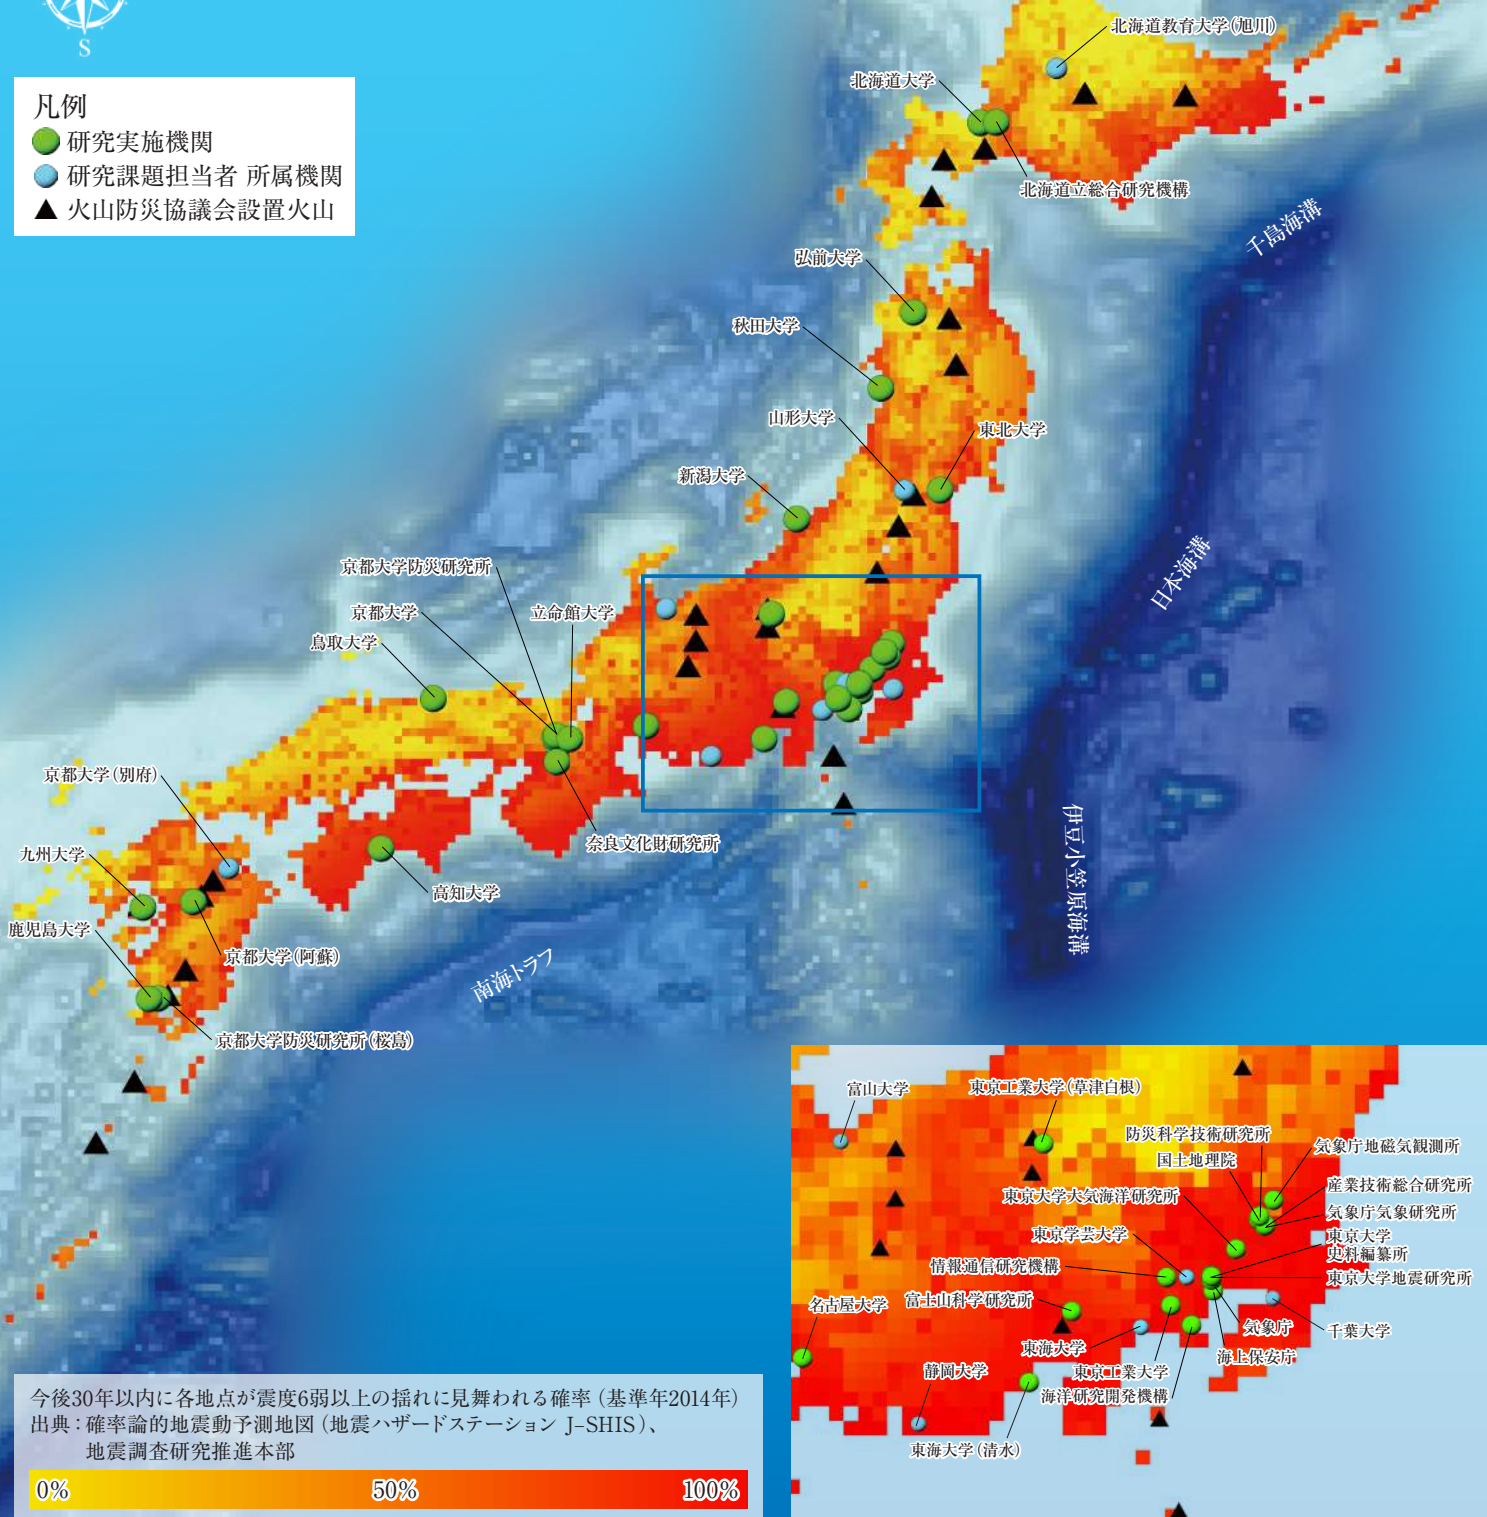 S
凡例
研究実施機関
研究課題担当者 所属機関
火山防災協議会設置火山
北海道教育大学(旭川)
北海道大学
北海道立総合研究機構
千島海溝
弘前大学
秋田大学
山形大学
東北大学
新潟大学
日本海溝
京都大学防災研究所
京都大学
立命館大学
鳥取大学
京都大学(別府)
奈良文化財研究所
伊豆小笠原海溝
九州大学
高知大学
鹿児島大学
京都大学(阿蘇)
南海トラフ
京都大学防災研究所(桜島)
富山大学
東京工業大学(草津白根)
防災科学技術研究所
国土地理院
気象庁地磁気観測所
東京大学大気海洋研究所
産業技術総合研究所
気象庁気象研究所
東京学芸大学
東京大学
史料編纂所
情報通信研究機構
東京大学地震研究所
名古屋大学
富士山科学研究所
気象庁
千葉大学
東海大学
海上保安庁
静岡大学
東京工業大学
海洋研究開発機構
東海大学(清水)
今後30年以内に各地点が震度6弱以上の揺れに見舞われる確率(基準年2014年)
出典:確率論的地震動予測地図(地震ハザードステーション J-SHIS)、
地震調査研究推進本部
0% 50% 100%